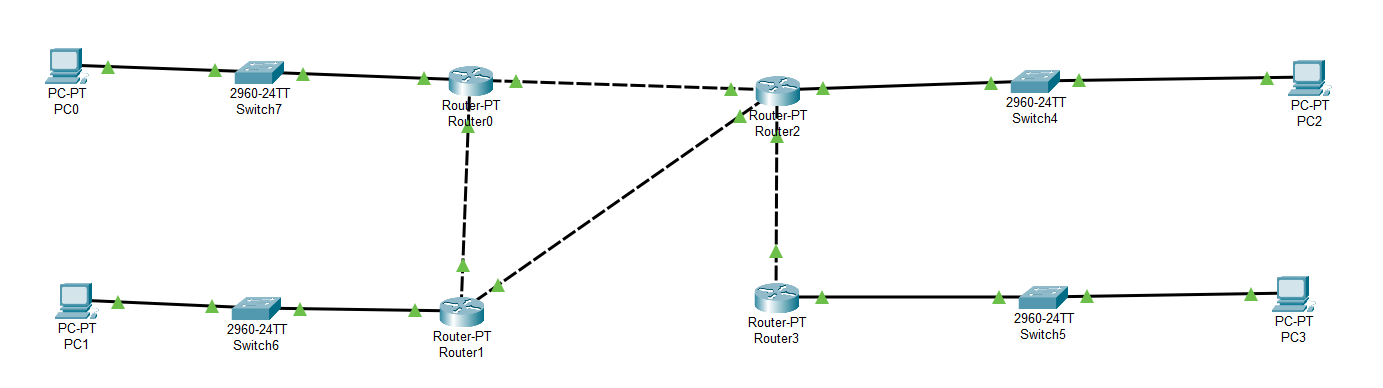 PC-PT
PC0
2960-24TT
Switch7
Router-PT
Router0
Router-PT
Router2
2960-24TT
Switch4
PC-PT
PC2
PC-PT
PC1
2960-24TT
Switch6
Router-PT
Router1
Router-PT
Router3
2960-24TT
Switch5
PC-PT
PC3